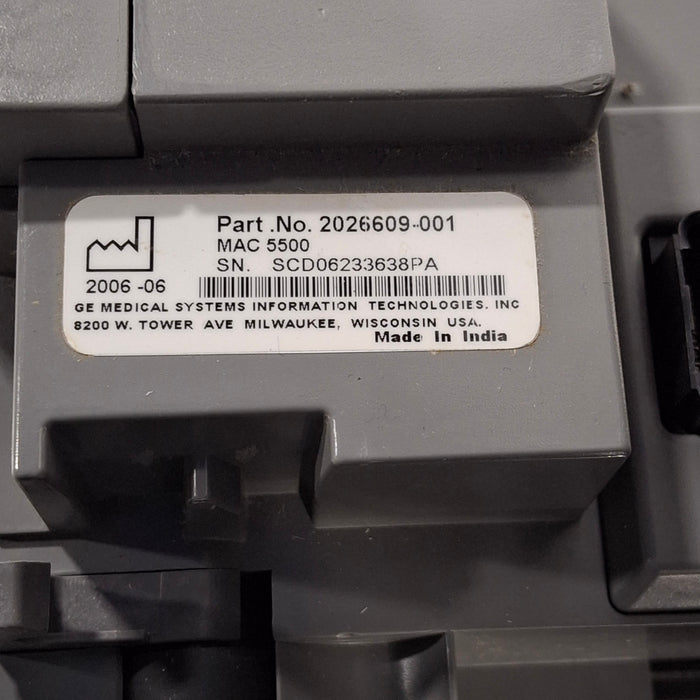 Part .No. 2026609-001
MAC 5500
SN. SCD06233638PA
2006 -06
GE MEDICAL SYSTEMS INFORMATION TECHNOLOGIES. INC
8200 W. TOWER AVE MILWAUKEE, WISCONSIN USA.
Made In India